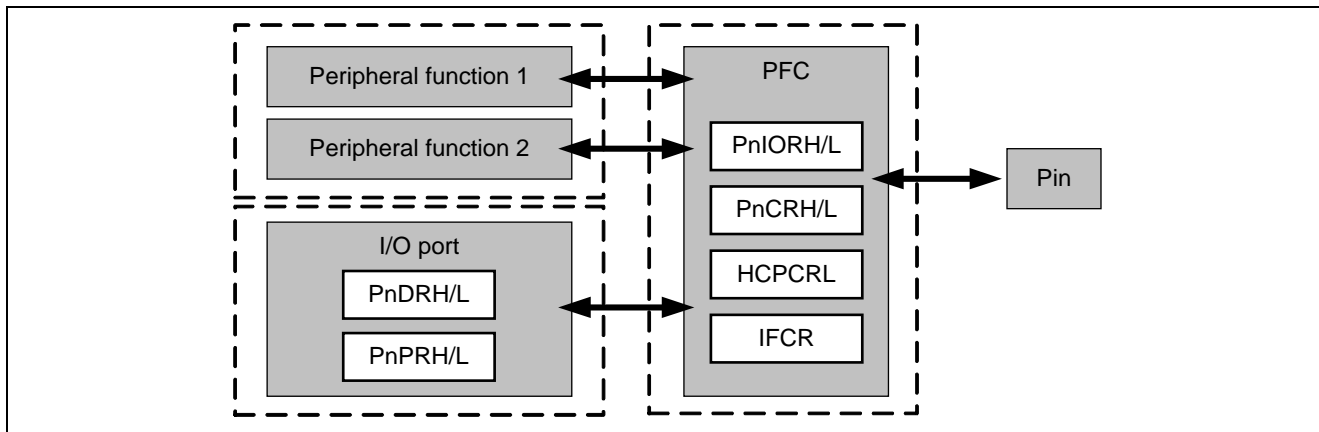 Peripheral function 1
Peripheral function 2
I/O port
PnDRH/L
PnPRH/L
PFC
PnIORH/L
PnCRH/L
HCPCRL
IFCR
Pin